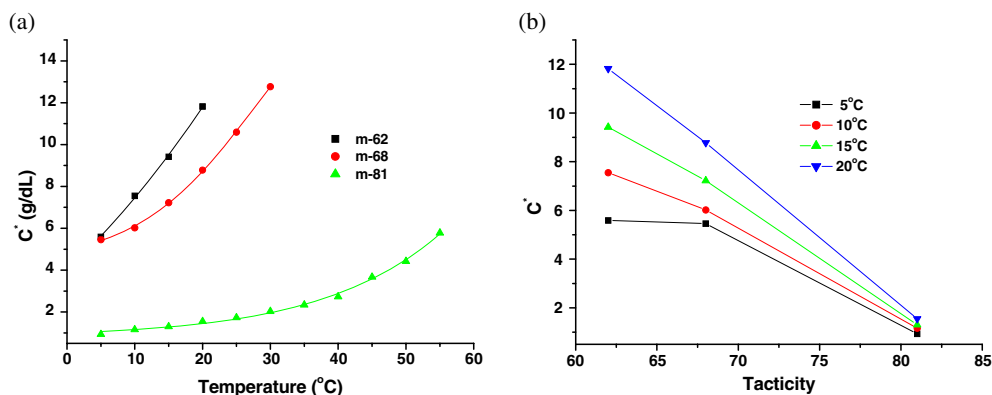 (a)
14
12
10
8
6
4
2
C* (g/dL)
0 10 20 30 40 50 60
Temperature (°C)
m-62
m-68
m-81
(b)
12
10
8
6
4
2
C*
60 65 70 75 80 85
Tacticity
5°C
10°C
15°C
20°C